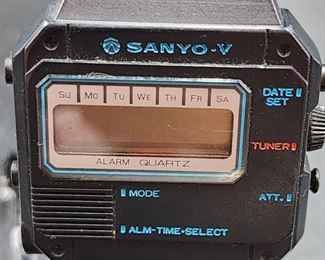 SANYO-V
SU MO TU WE TH FR SA
DATE SET
TUNER
ALARM QUARTZ
MODE
ATT.
ALM-TIME•SELECT